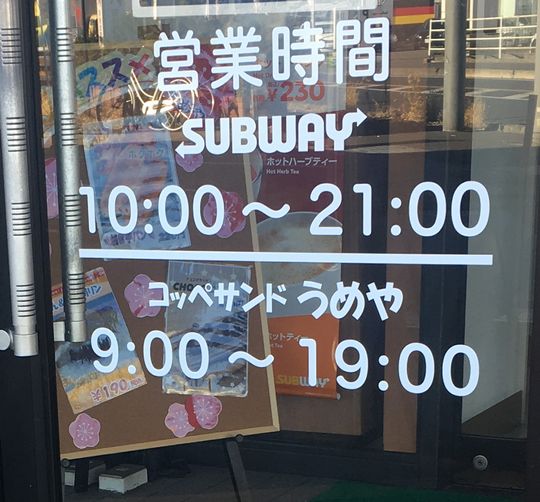 営業時間
¥230
SUBWAY
ホットハーブティー
Hot Herb Tea
10:00～21:00
コッペサンド うめや
9:00～19:00
SUBWAY
¥190